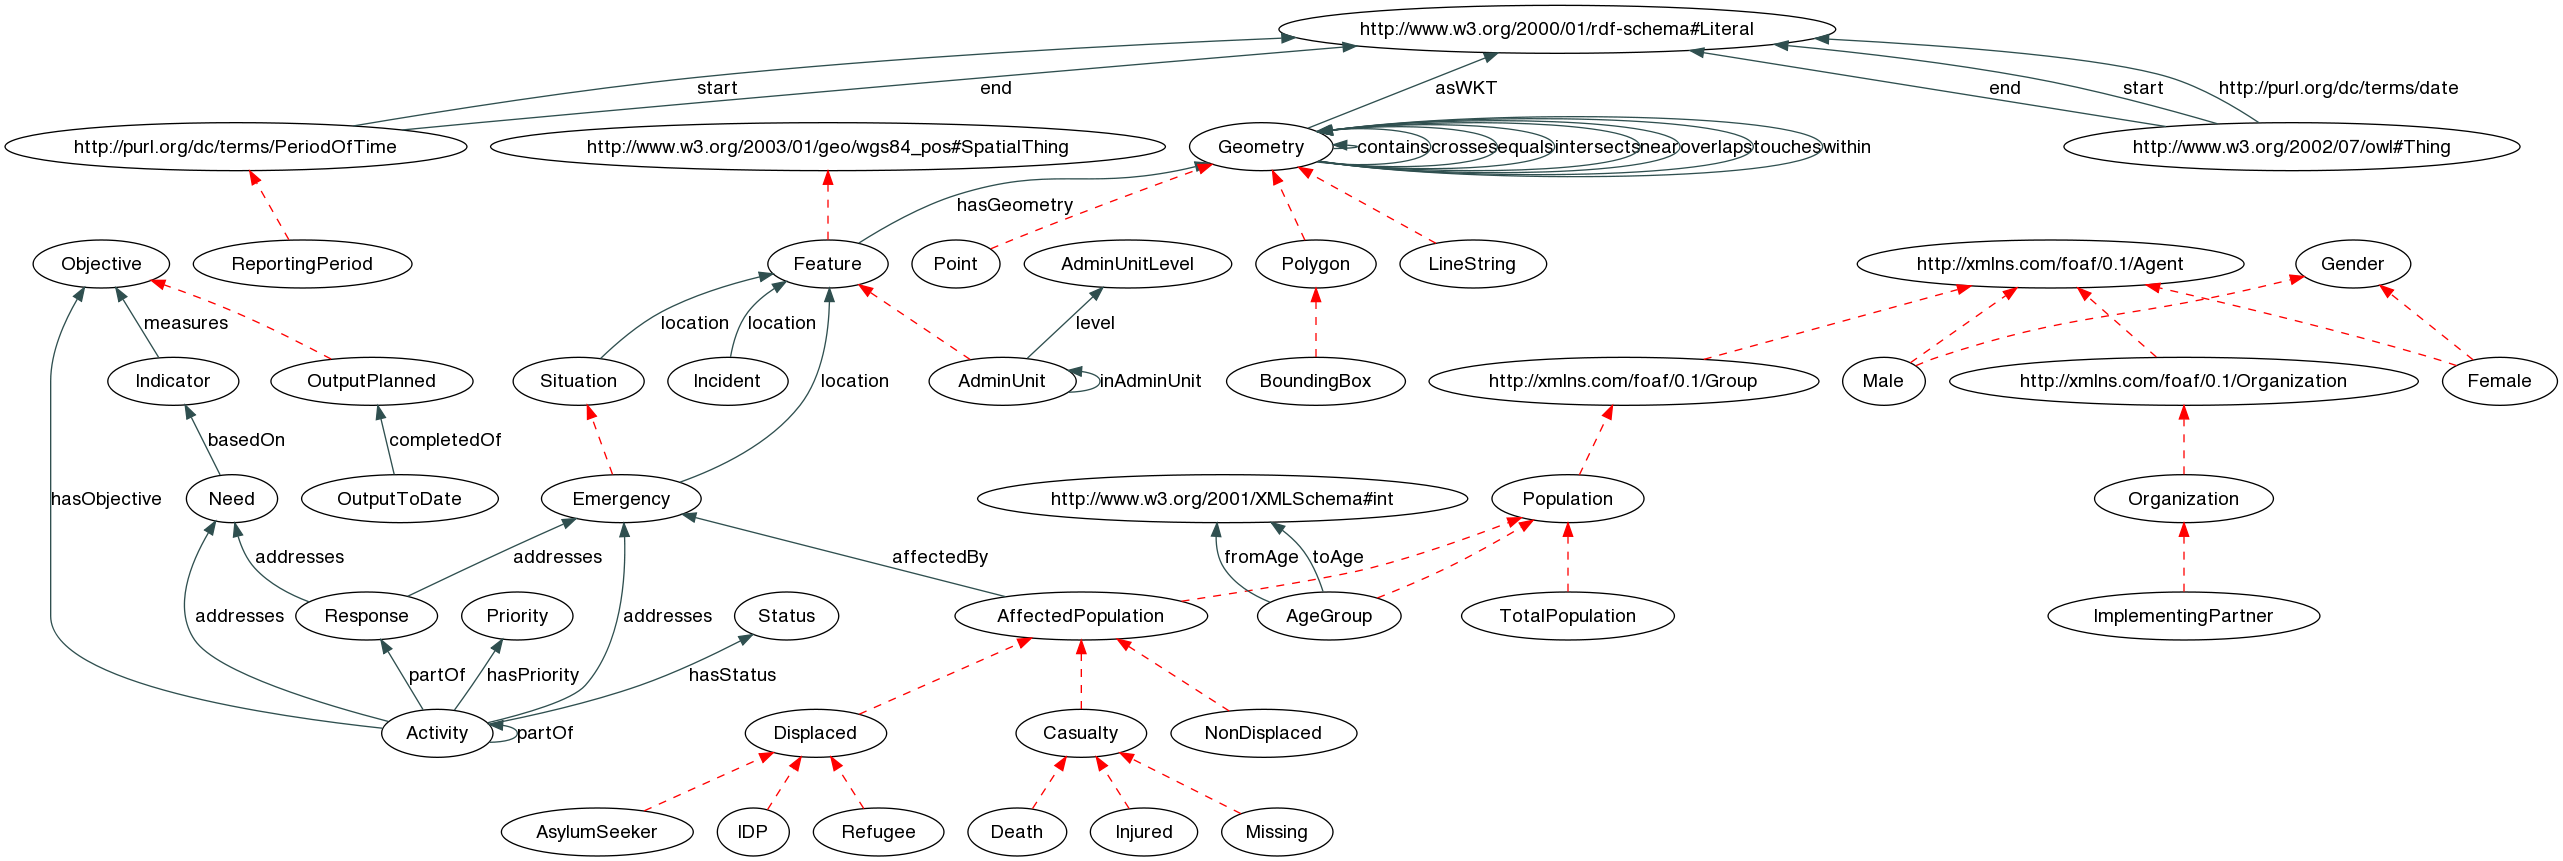 http://www.w3.org/2000/01/rdf-schema#Literal
start
end
asWKT
end
start
http://purl.org/dc/terms/date
http://purl.org/dc/terms/PeriodOfTime
http://www.w3.org/2003/01/geo/wgs84_pos#SpatialThing
Geometry
contains
crosses
equals
intersects
near
overlaps
touches
within
http://www.w3.org/2002/07/owl#Thing
hasGeometry
Objective
ReportingPeriod
Feature
Point
AdminUnitLevel
Polygon
LineString
http://xmlns.com/foaf/0.1/Agent
Gender
measures
location
location
level
Indicator
OutputPlanned
Situation
Incident
location
AdminUnit
inAdminUnit
BoundingBox
http://xmlns.com/foaf/0.1/Group
Male
http://xmlns.com/foaf/0.1/Organization
Female
basedOn
completedOf
hasObjective
Need
OutputToDate
Emergency
http://www.w3.org/2001/XMLSchema#int
Population
Organization
addresses
addresses
affectedBy
fromAge
toAge
addresses
Response
Priority
addresses
Status
AffectedPopulation
AgeGroup
TotalPopulation
ImplementingPartner
partOf
hasPriority
hasStatus
Activity
partOf
Displaced
Casualty
NonDisplaced
AsylumSeeker
IDP
Refugee
Death
Injured
Missing